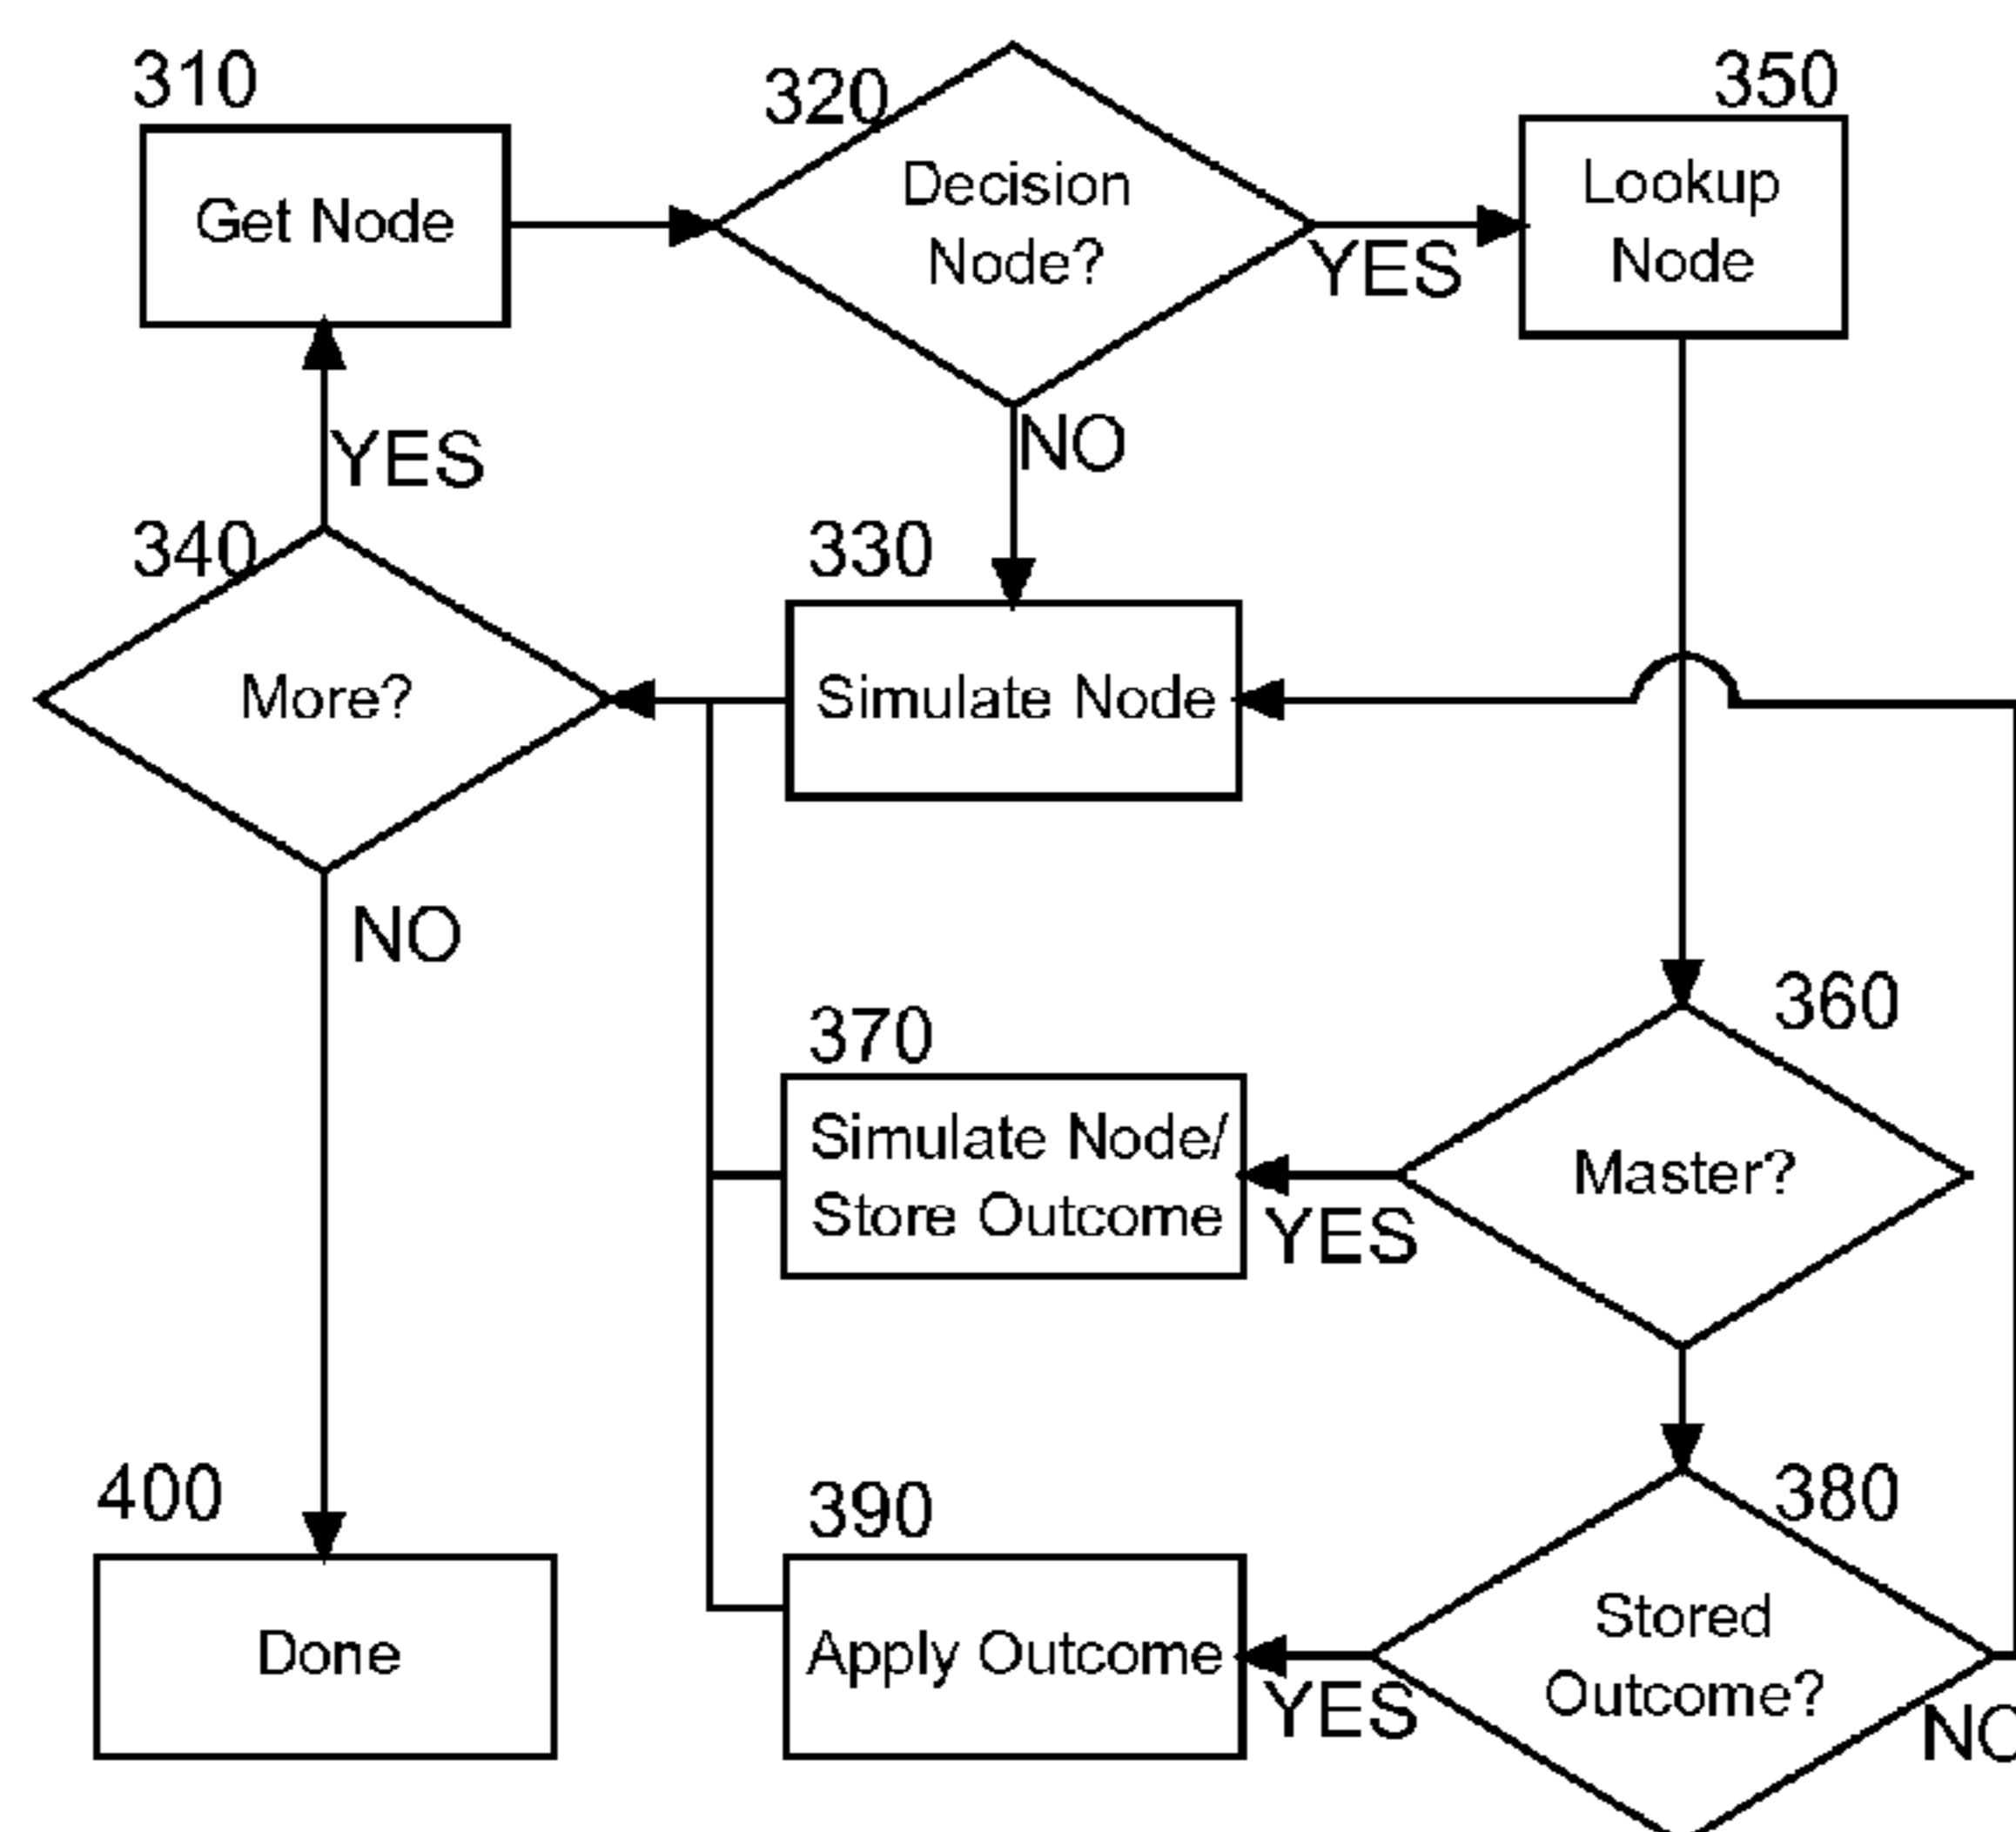 310
Get Node
320
Decision
Node?
YES
350
Lookup
Node
NO
YES
340
More?
330
Simulate Node
NO
360
Master?
YES
370
Simulate Node/
Store Outcome
380
Stored
Outcome?
YES
NO
390
Apply Outcome
400
Done